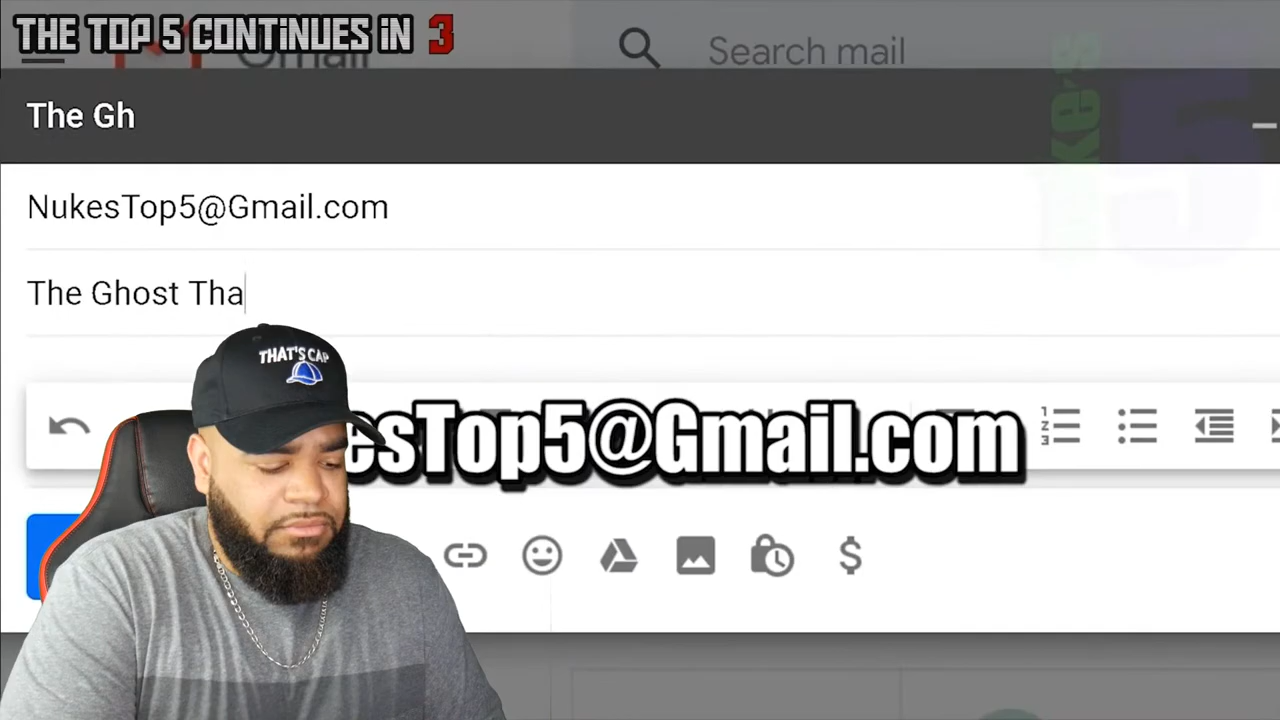 THE TOP 5 CONTINUES IN 3
Gmail
Search mail
The Gh
NukesTop5@Gmail.com
The Ghost Tha
THAT'S CAP
esTop5@Gmail.com